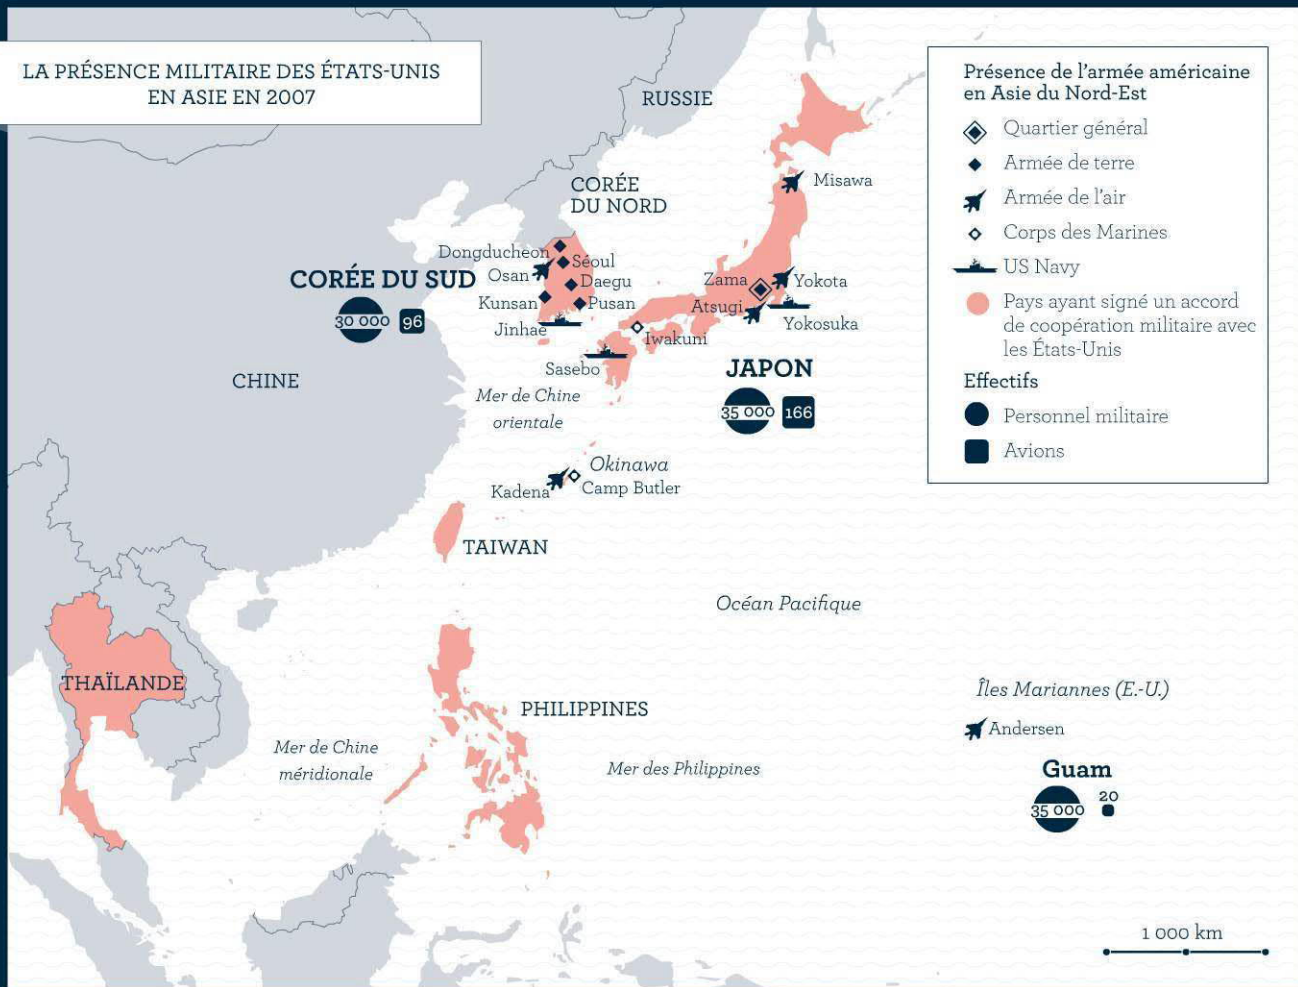 LA PRÉSENCE MILITAIRE DES ÉTATS-UNIS
EN ASIE EN 2007
Présence de l'armée américaine
en Asie du Nord-Est
Quartier général
Armée de terre
Armée de l'air
Corps des Marines
US Navy
Pays ayant signé un accord
de coopération militaire avec
les États-Unis
Effectifs
Personnel militaire
Avions
RUSSIE
CORÉE
DU NORD
Misawa
Dongducheon
Séoul
Osan
Daegu
Kunsan
Pusan
Jinhae
CORÉE DU SUD
30 000
96
Zama
Yokota
Atsugi
Yokosuka
Iwakuni
Sasebo
JAPON
35 000
166
CHINE
Mer de Chine
orientale
Okinawa
Kadena
Camp Butler
TAIWAN
Océan Pacifique
THAÏLANDE
PHILIPPINES
Mer de Chine
méridionale
Mer des Philippines
Îles Mariannes (E.-U.)
Andersen
Guam
35 000
20
1 000 km